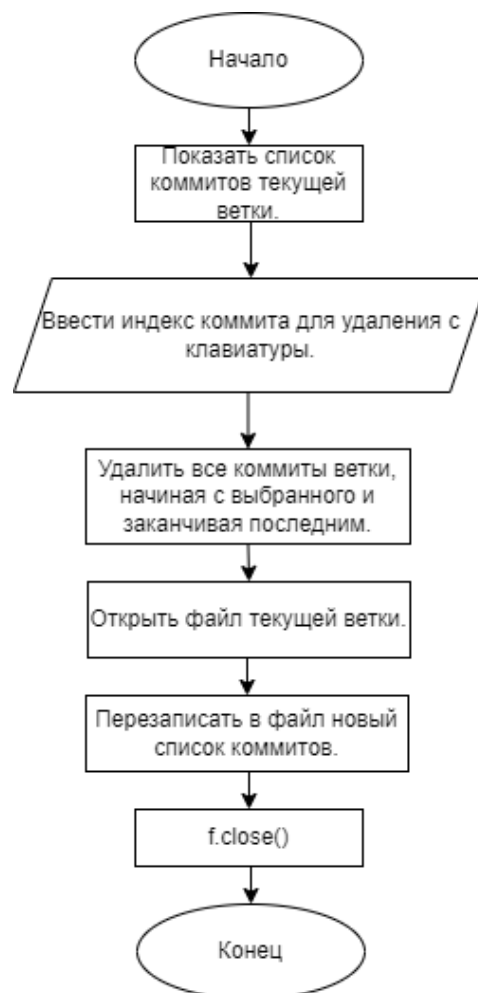 Начало
Показать список
коммитов текущей
ветки.
Ввести индекс коммита для удаления с
клавиатуры.
Удалить все коммиты ветки,
начиная с выбранного и
заканчивая последним.
Открыть файл текущей ветки.
Перезаписать в файл новый
список коммитов.
f.close()
Конец